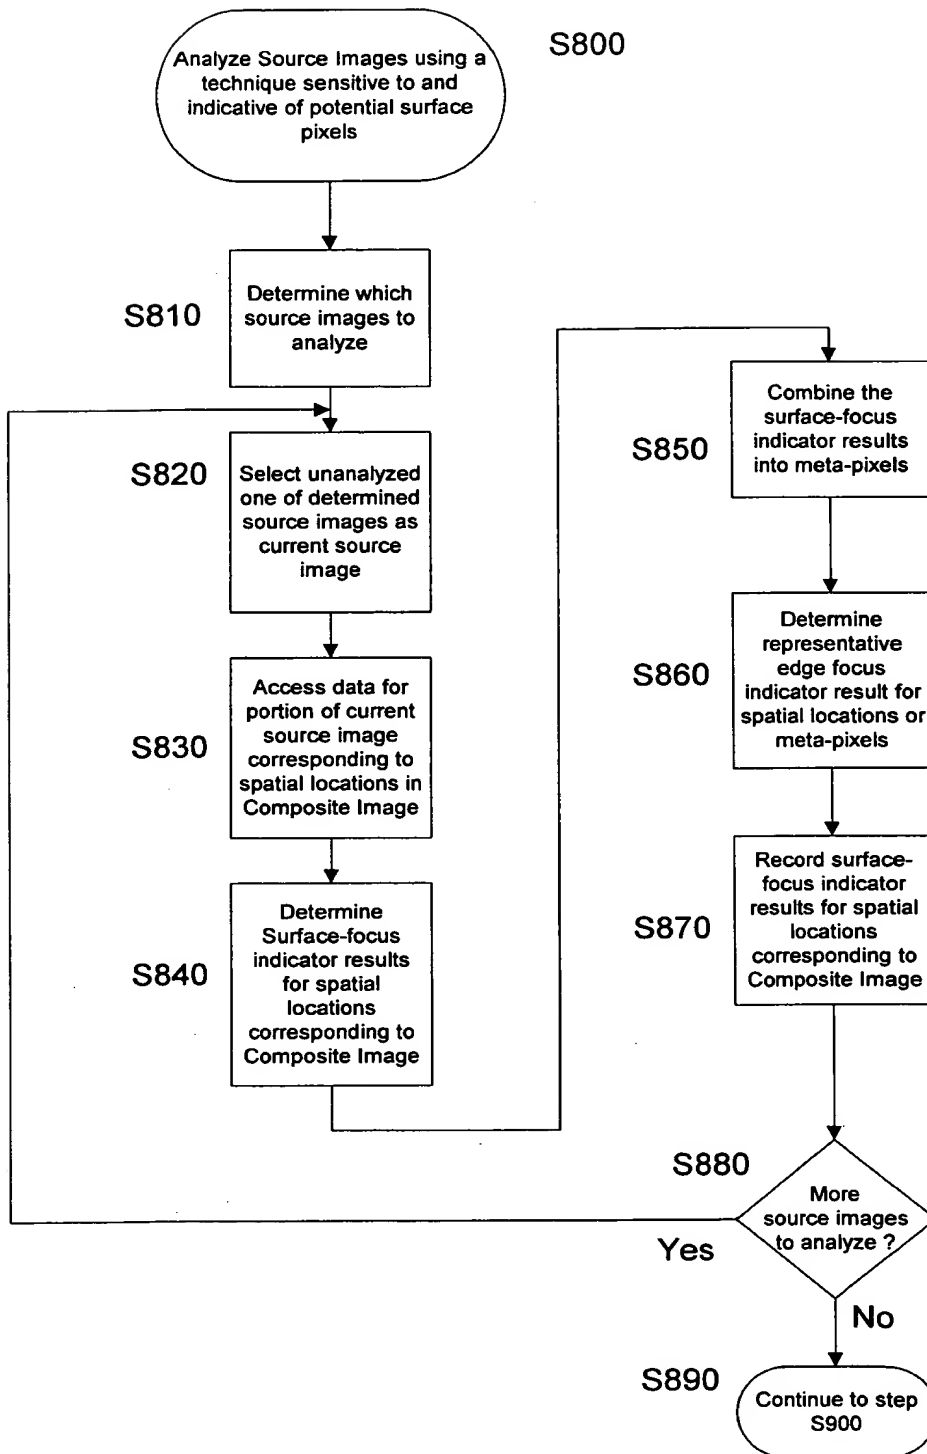 S800
Analyze Source Images using a
technique sensitive to and
indicative of potential surface
pixels
S810
Determine which
source images to
analyze
S820
Select unanalyzed
one of determined
source images as
current source
image
S830
Access data for
portion of current
source image
corresponding to
spatial locations in
Composite Image
S840
Determine
Surface-focus
indicator results
for spatial
locations
corresponding to
Composite Image
S850
Combine the
surface-focus
indicator results
into meta-pixels
S860
Determine
representative
edge focus
indicator result for
spatial locations or
meta-pixels
S870
Record surface-
focus indicator
results for spatial
locations
corresponding to
Composite Image
S880
More
source images
to analyze ?
Yes
No
S890
Continue to step
S900